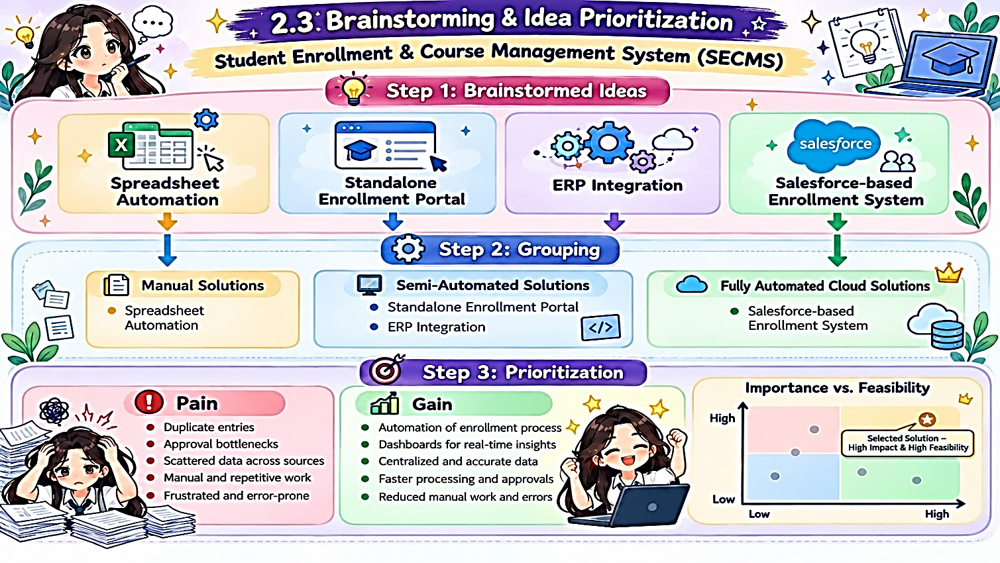 2.3: Brainstorming & Idea Prioritization
Student Enrollment & Course Management System (SECMS)
Step 1: Brainstormed Ideas
X
Spreadsheet
Automation
Standalone
Enrollment Portal
ERP Integration
salesforce
Salesforce-based
Enrollment System
Step 2: Grouping
Manual Solutions
• Spreadsheet
Automation
Semi-Automated Solutions
• Standalone Enrollment Portal
• ERP Integration
</>
Fully Automated Cloud Solutions
• Salesforce-based
Enrollment System
Step 3: Prioritization
! Pain
• Duplicate entries
• Approval bottlenecks
• Scattered data across sources
• Manual and repetitive work
• Frustrated and error-prone
Gain
• Automation of enrollment process
• Dashboards for real-time insights
• Centralized and accurate data
• Faster processing and approvals
• Reduced manual work and errors
Importance vs. Feasibility
High
Selected Solution –
High Impact & High Feasibility
Low
Low
High